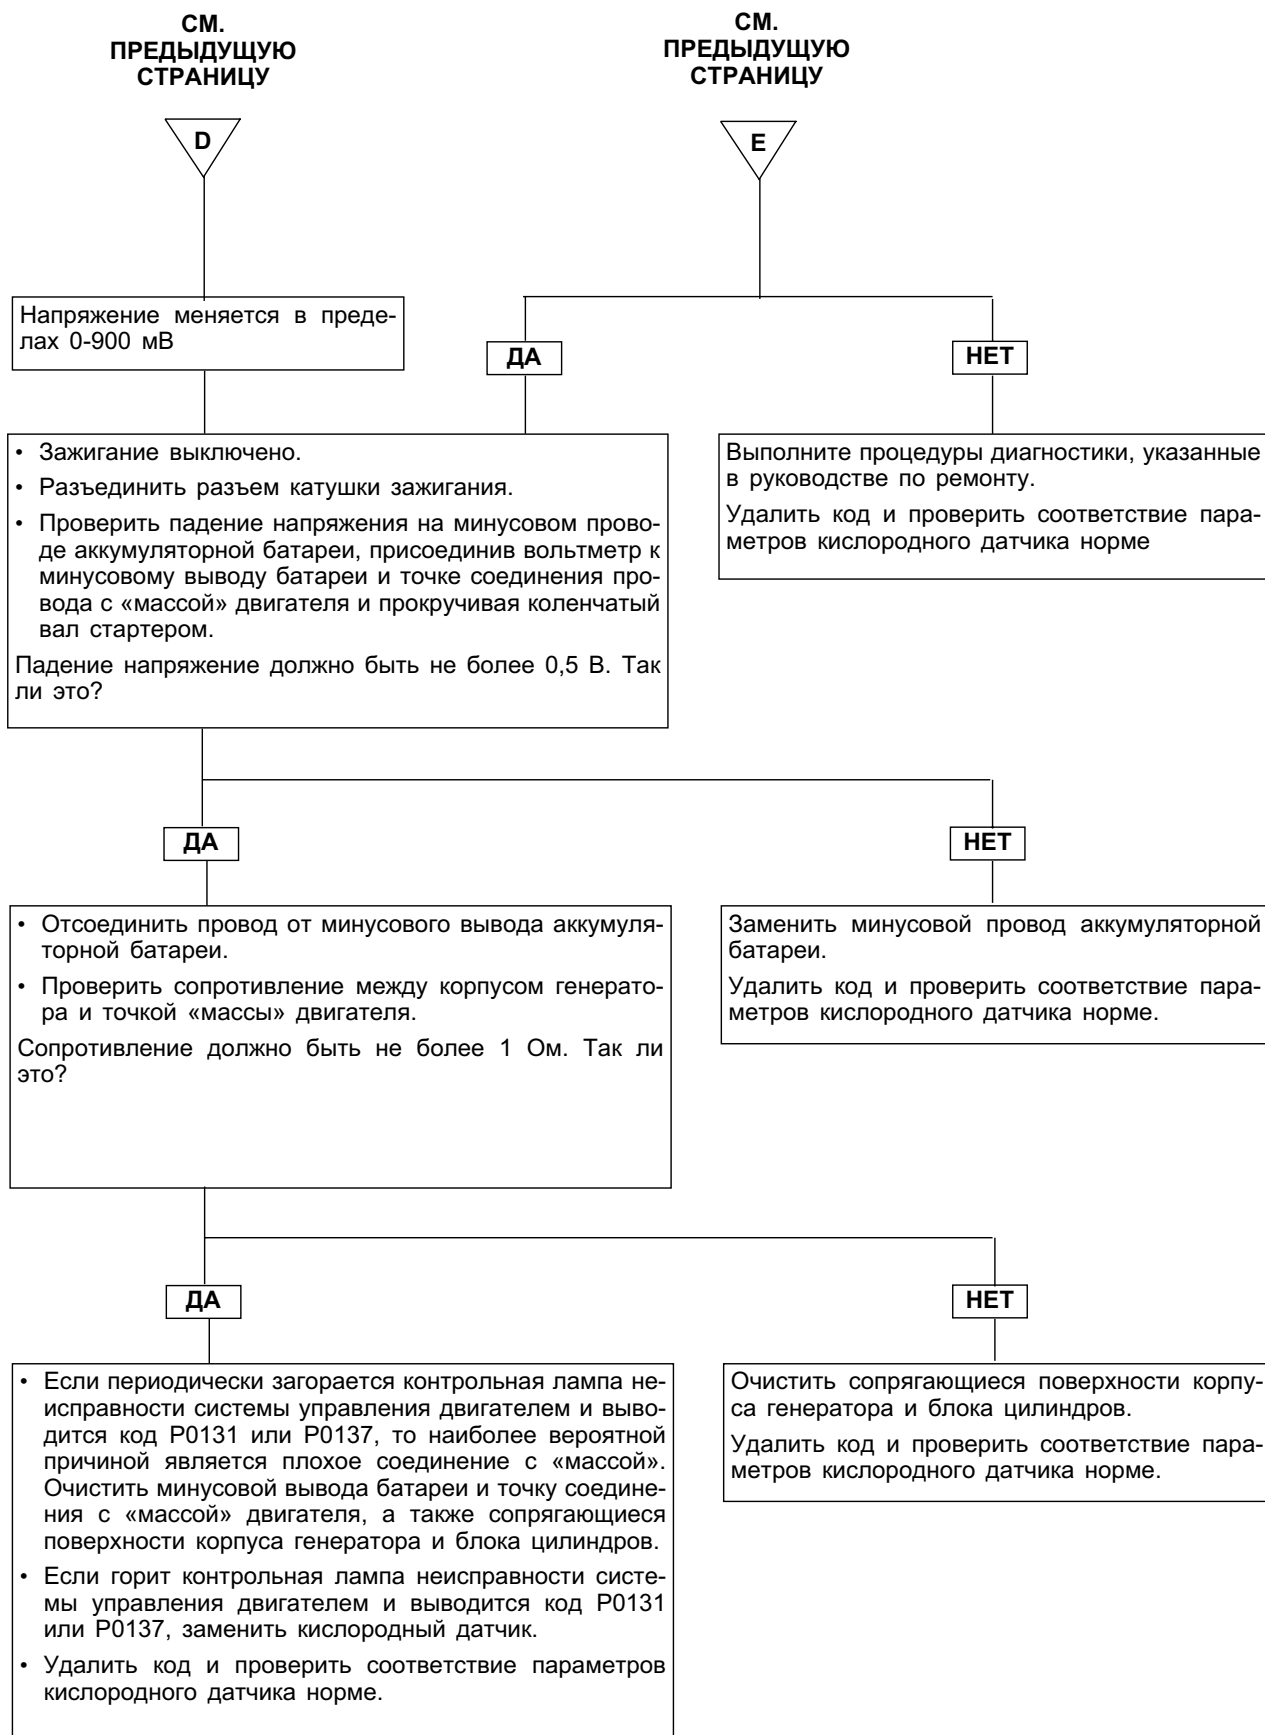 СМ.
ПРЕДЫДУЩУЮ
СТРАНИЦУ
СМ.
ПРЕДЫДУЩУЮ
СТРАНИЦУ
D
E
Напряжение меняется в преде-
лах 0-900 мВ
ДА
НЕТ
• Зажигание выключено.
• Разъединить разъем катушки зажигания.
• Проверить падение напряжения на минусовом прово-
де аккумуляторной батареи, присоединив вольтметр к
минусовому выводу батареи и точке соединения про-
вода с «массой» двигателя и прокручивая коленчатый
вал стартером.
Падение напряжение должно быть не более 0,5 В. Так
ли это?
Выполните процедуры диагностики, указанные
в руководстве по ремонту.
Удалить код и проверить соответствие пара-
метров кислородного датчика норме
ДА
НЕТ
• Отсоединить провод от минусового вывода аккумуля-
торной батареи.
• Проверить сопротивление между корпусом генерато-
ра и точкой «массы» двигателя.
Сопротивление должно быть не более 1 Ом. Так ли
это?
Заменить минусовой провод аккумуляторной
батареи.
Удалить код и проверить соответствие пара-
метров кислородного датчика норме.
ДА
НЕТ
• Если периодически загорается контрольная лампа не-
исправности системы управления двигателем и выво-
дится код P0131 или P0137, то наиболее вероятной
причиной является плохое соединение с «массой».
Очистить минусовой вывода батареи и точку соедине-
ния с «массой» двигателя, а также сопрягающиеся
поверхности корпуса генератора и блока цилиндров.
• Если горит контрольная лампа неисправности систе-
мы управления двигателем и выводится код P0131
или P0137, заменить кислородный датчик.
• Удалить код и проверить соответствие параметров
кислородного датчика норме.
Очистить сопрягающиеся поверхности корпу-
са генератора и блока цилиндров.
Удалить код и проверить соответствие пара-
метров кислородного датчика норме.